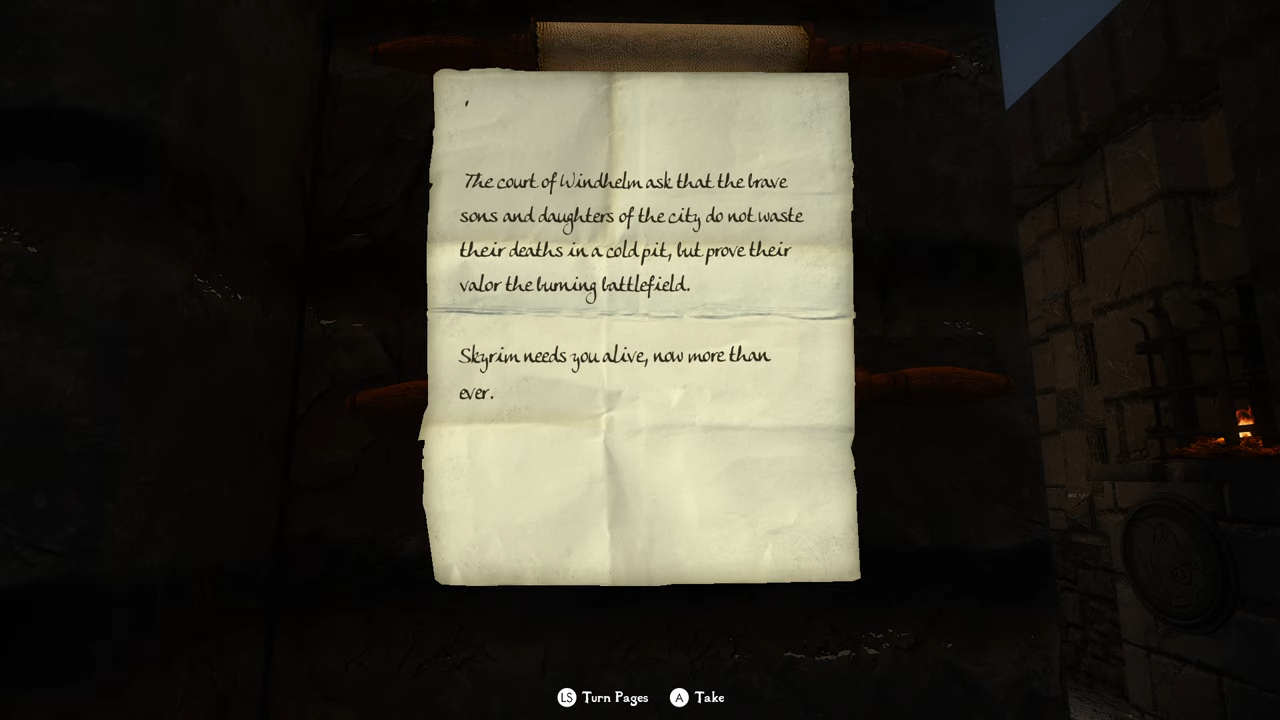 '
The court of Windhelm ask that the brave
sons and daughters of the city do not waste
their deaths in a cold pit, but prove their
valor the burning battlefield.
Skyrim needs you alive, now more than
ever.
LS Turn Pages A Take